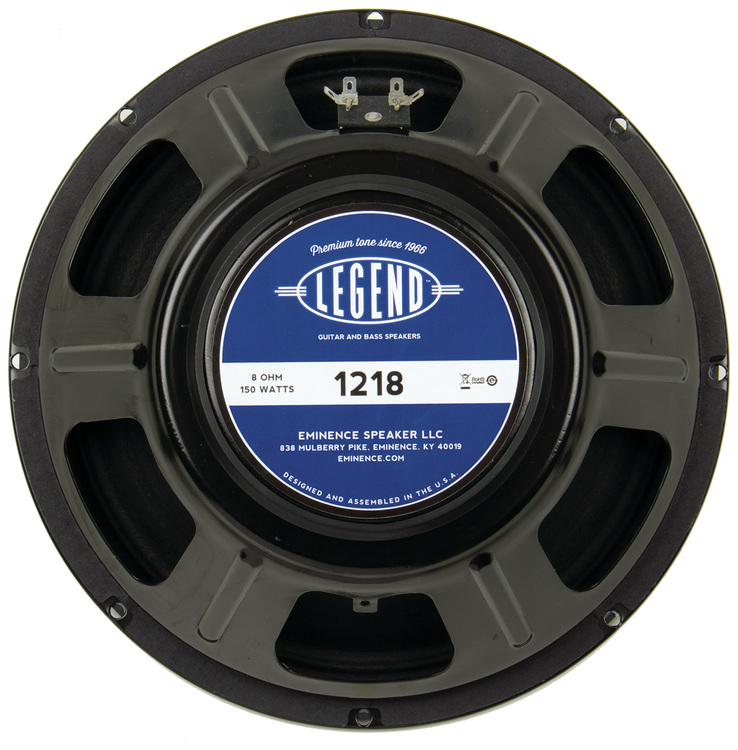 Premium tone since 1966
LEGEND™
GUITAR AND BASS SPEAKERS
8 OHM
150 WATTS
1218
RoHS
EMINENCE SPEAKER LLC
838 MULBERRY PIKE, EMINENCE, KY 40019
EMINENCE.COM
DESIGNED AND ASSEMBLED IN THE U.S.A.